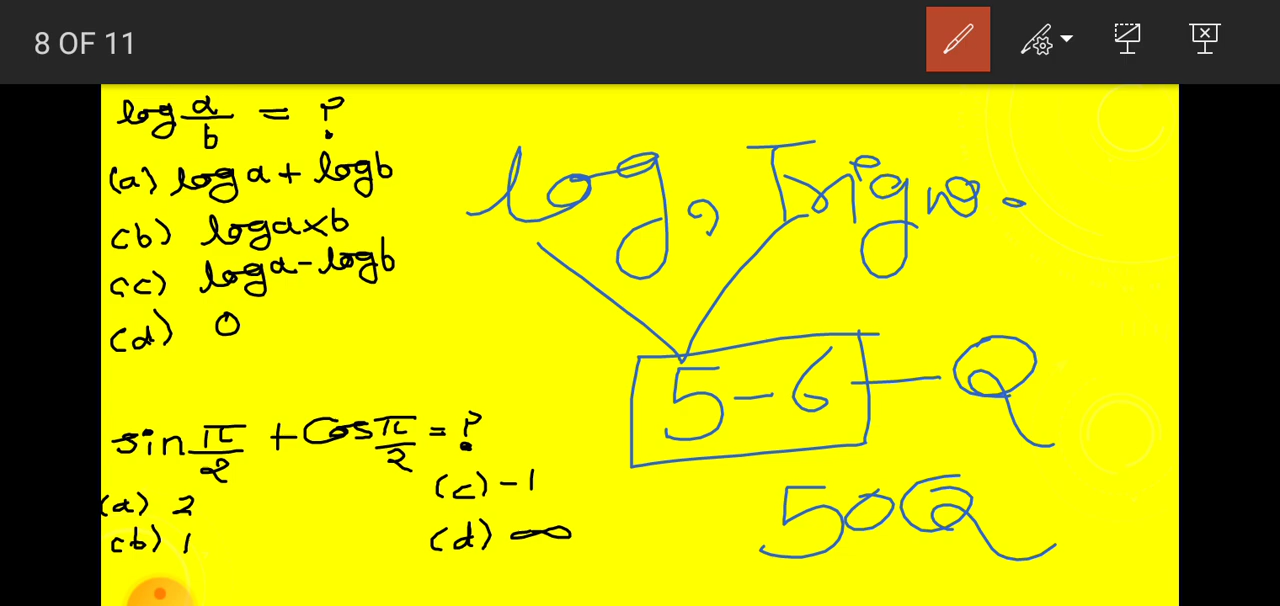 8 OF 11
log a/b = ?
(a) log a + log b
(b) log a×b
(c) log a - log b
(d) 0
sin π/2 + Cos π/2 = ?
(a) 2
(b) 1
(c) -1
(d) ∞
log, Trigno.
5-6 - Q
50Q